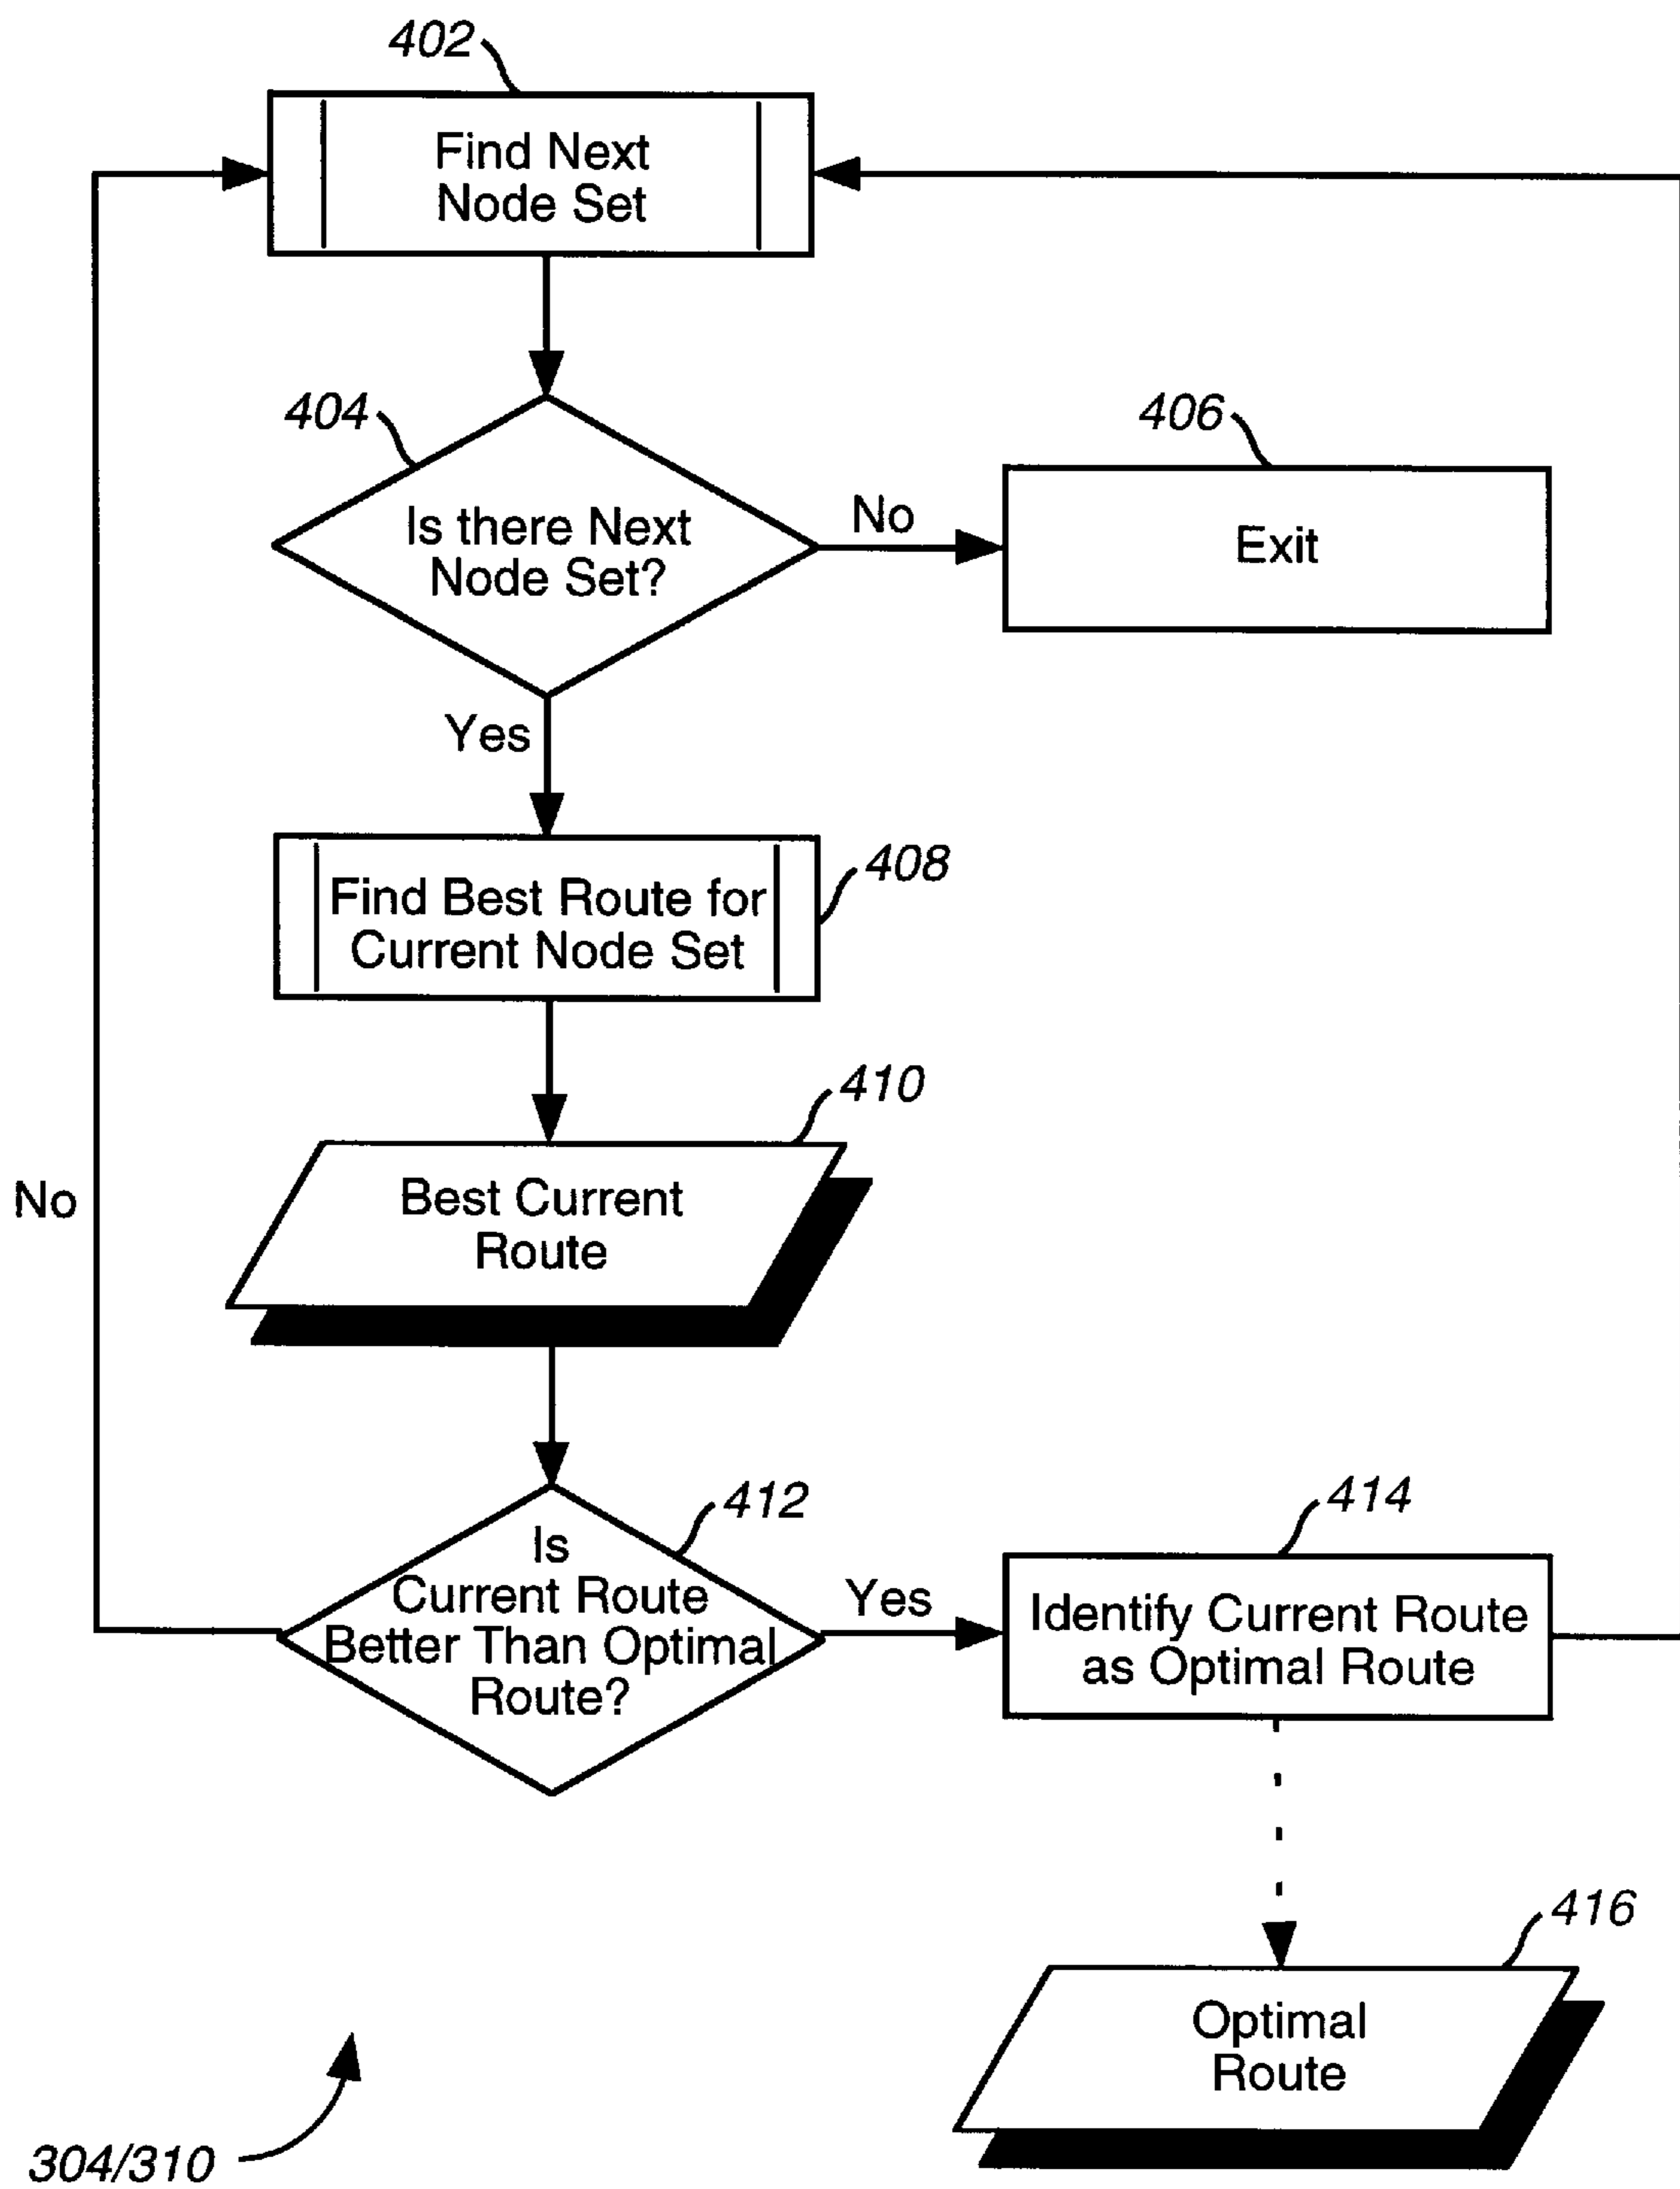 402
Find Next
Node Set
404
Is there Next
Node Set?
No
406
Exit
Yes
408
Find Best Route for
Current Node Set
410
Best Current
Route
No
412
Is
Current Route
Better Than Optimal
Route?
Yes
414
Identify Current Route
as Optimal Route
416
Optimal
Route
304/310